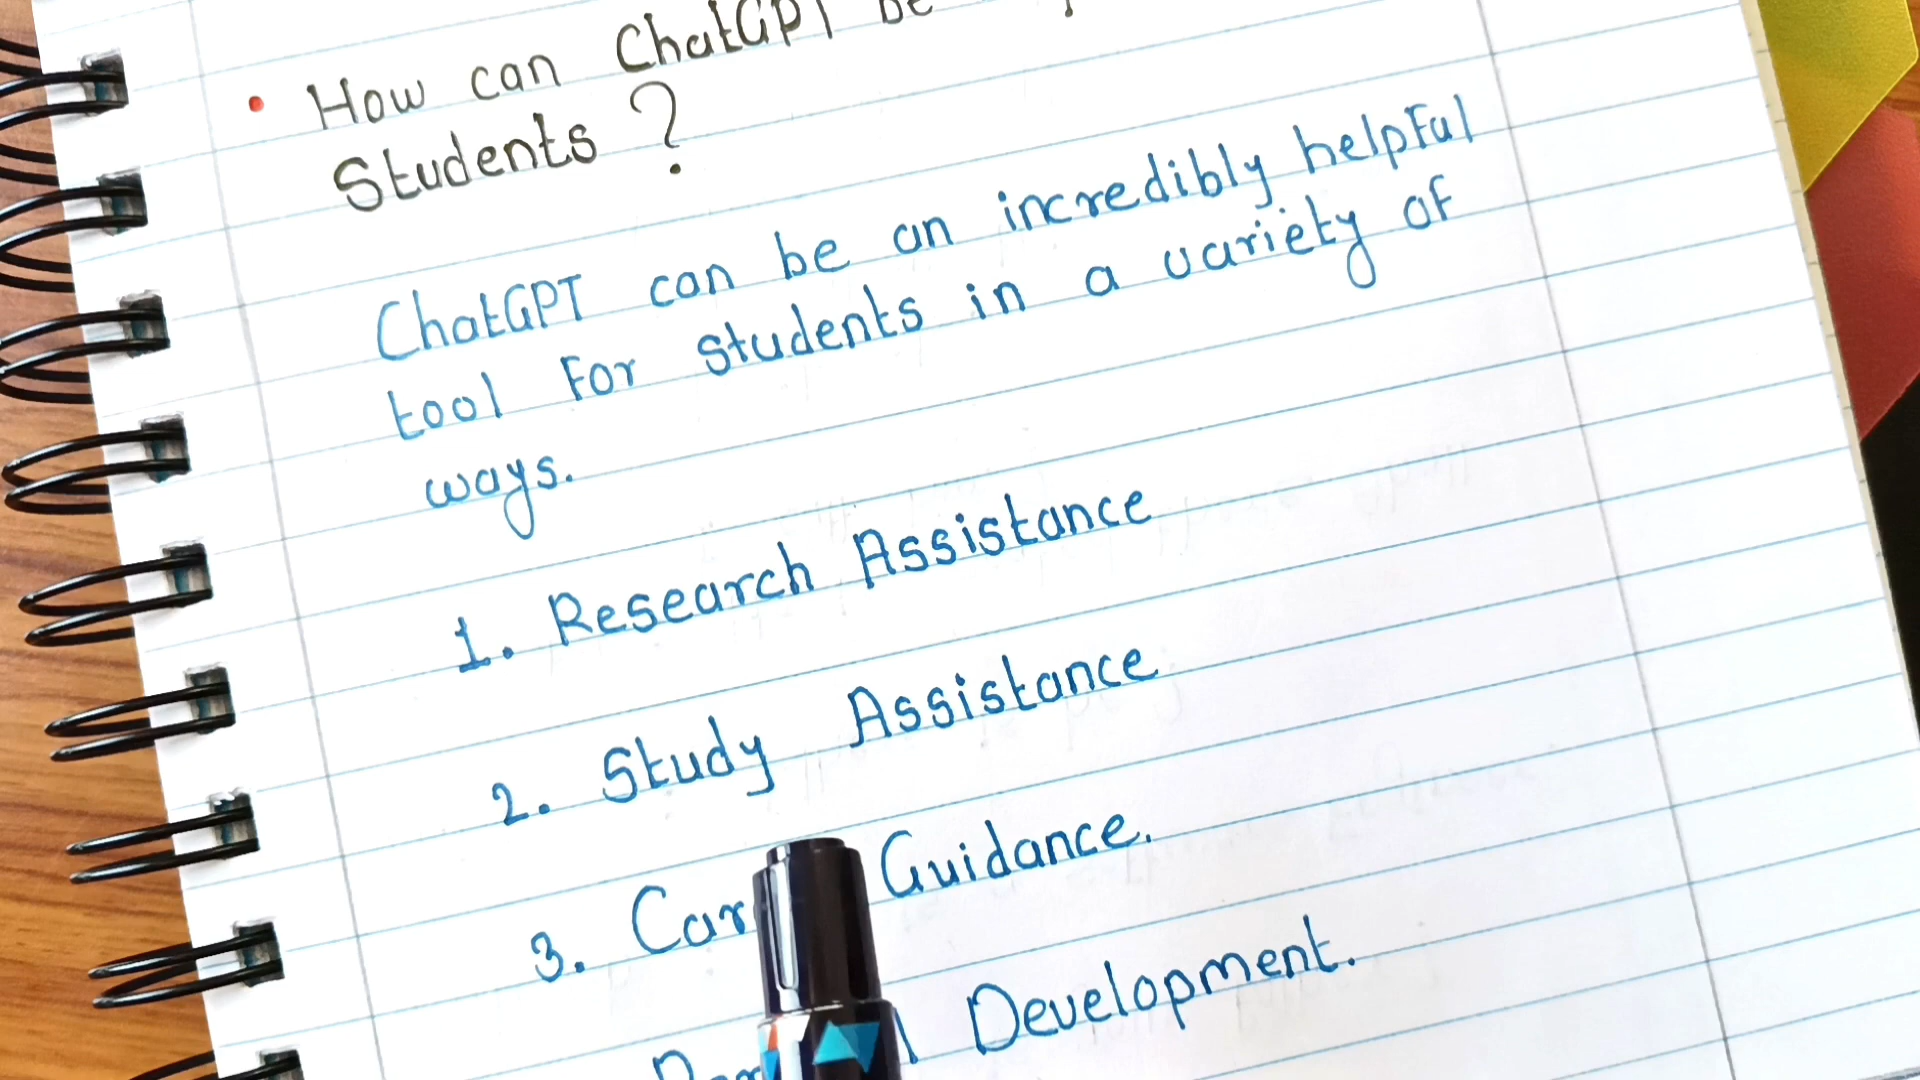 • How can ChatGPT be
Students ?
ChatGPT can be an incredibly helpful
tool for students in a variety of
ways.
1. Research Assistance
2. Study Assistance
3. Guidance.
Development.